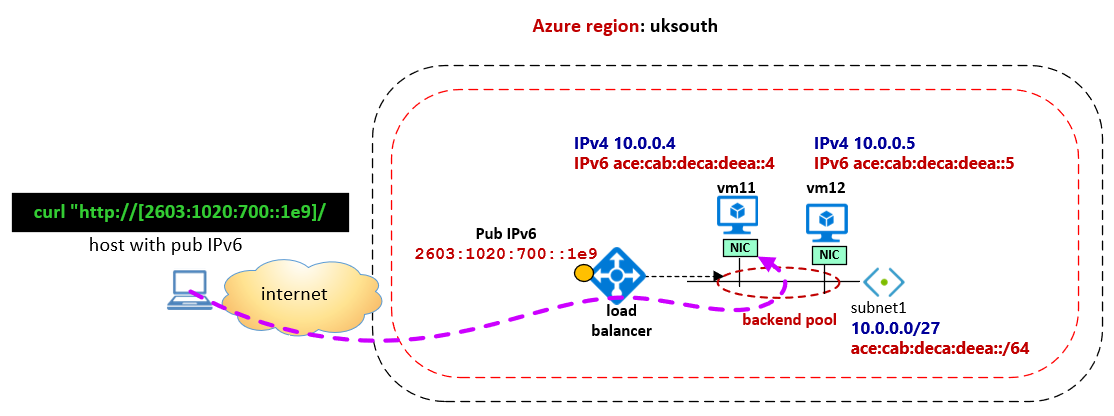 Azure region: uksouth
IPv4 10.0.0.4
IPv6 ace:cab:deca:deea::4
vm11
NIC
IPv4 10.0.0.5
IPv6 ace:cab:deca:deea::5
vm12
NIC
curl "http://[2603:1020:700::1e9]/
host with pub IPv6
internet
Pub IPv6
2603:1020:700::1e9
load
balancer
backend pool
subnet1
10.0.0.0/27
ace:cab:deca:deea::/64